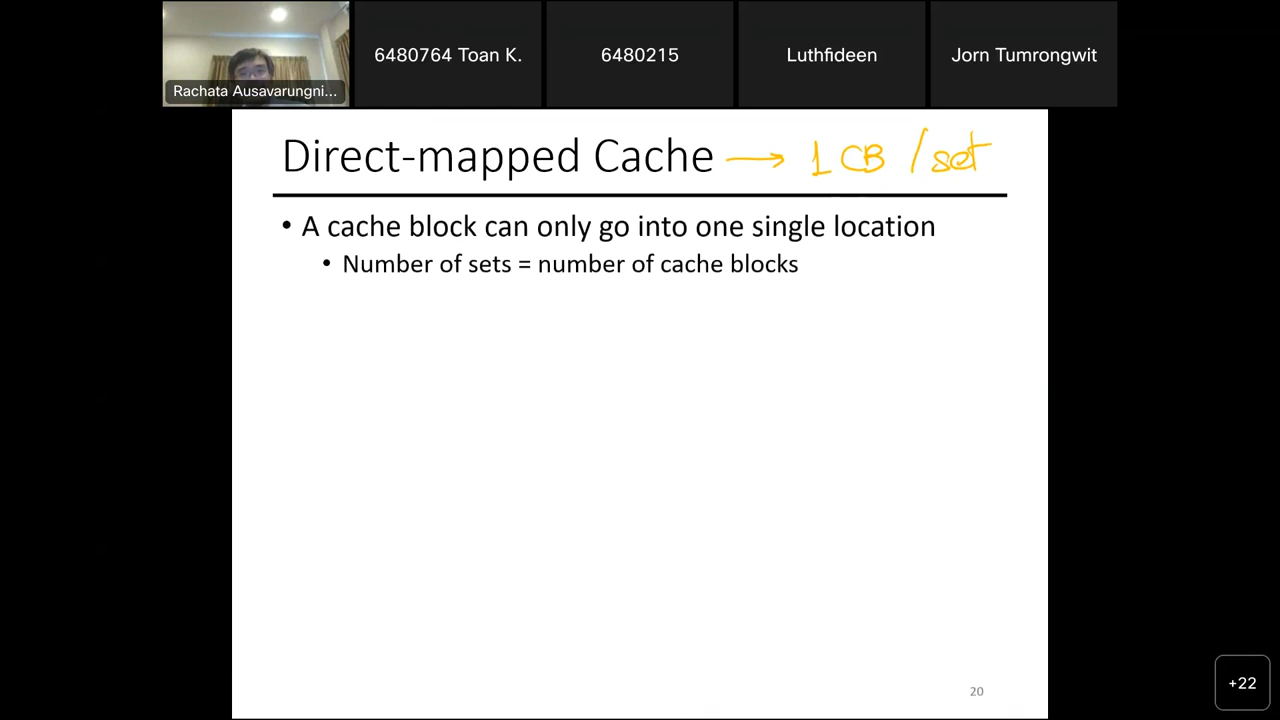 Rachata Ausavarungni...
6480764 Toan K.
6480215
Luthfideen
Jorn Tumrongwit
Direct-mapped Cache → 1 CB / set
• A cache block can only go into one single location
• Number of sets = number of cache blocks
20
+22